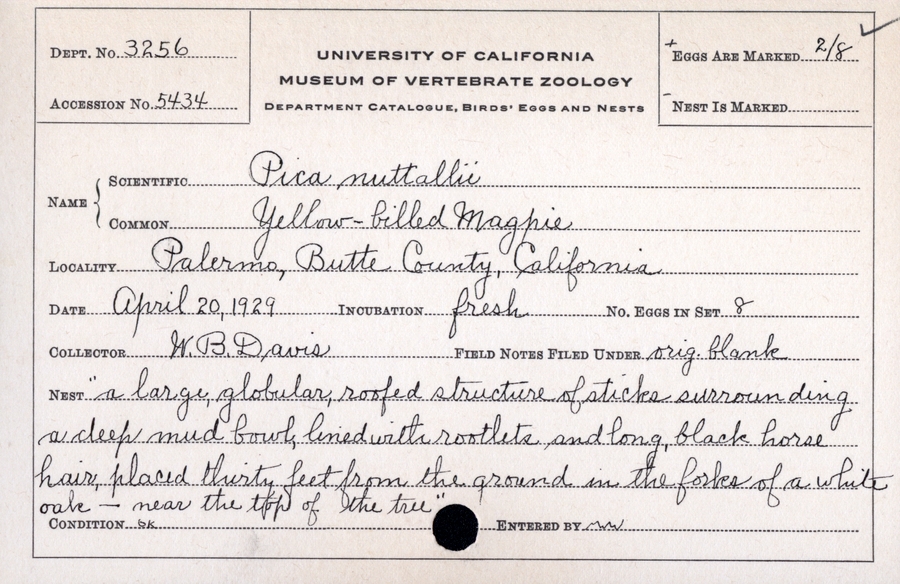 DEPT. No. 3256
ACCESSION No. 5434
UNIVERSITY OF CALIFORNIA
MUSEUM OF VERTEBRATE ZOOLOGY
DEPARTMENT CATALOGUE, BIRDS' EGGS AND NESTS
+EGGS ARE MARKED 2/8
-NEST IS MARKED
NAME
SCIENTIFIC Pica nuttallii
COMMON Yellow-billed Magpie
LOCALITY Palermo, Butte County, California
DATE April 20, 1929 INCUBATION fresh No. EGGS IN SET 8
COLLECTOR W. B. Davis FIELD NOTES FILED UNDER orig. blank
NEST "a large, globular, roofed structure of sticks surrounding
a deep mud bowl, lined with rootlets and long, black horse
hair, placed thirty feet from the ground in the forks of a white
oak — near the top of the tree"
CONDITION ok ENTERED BY